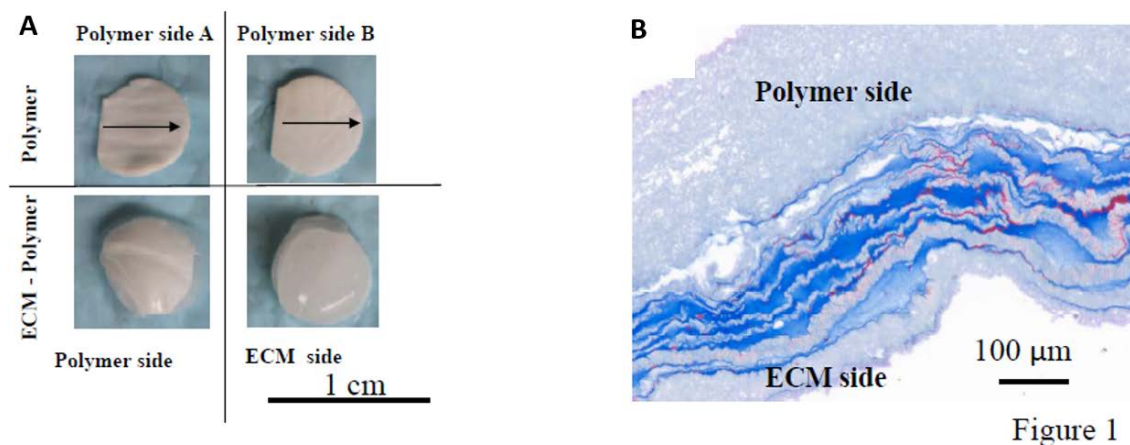 A
Polymer side A
Polymer side B
Polymer
ECM - Polymer
Polymer side
ECM side
1 cm
B
Polymer side
ECM side
100 μm
Figure 1